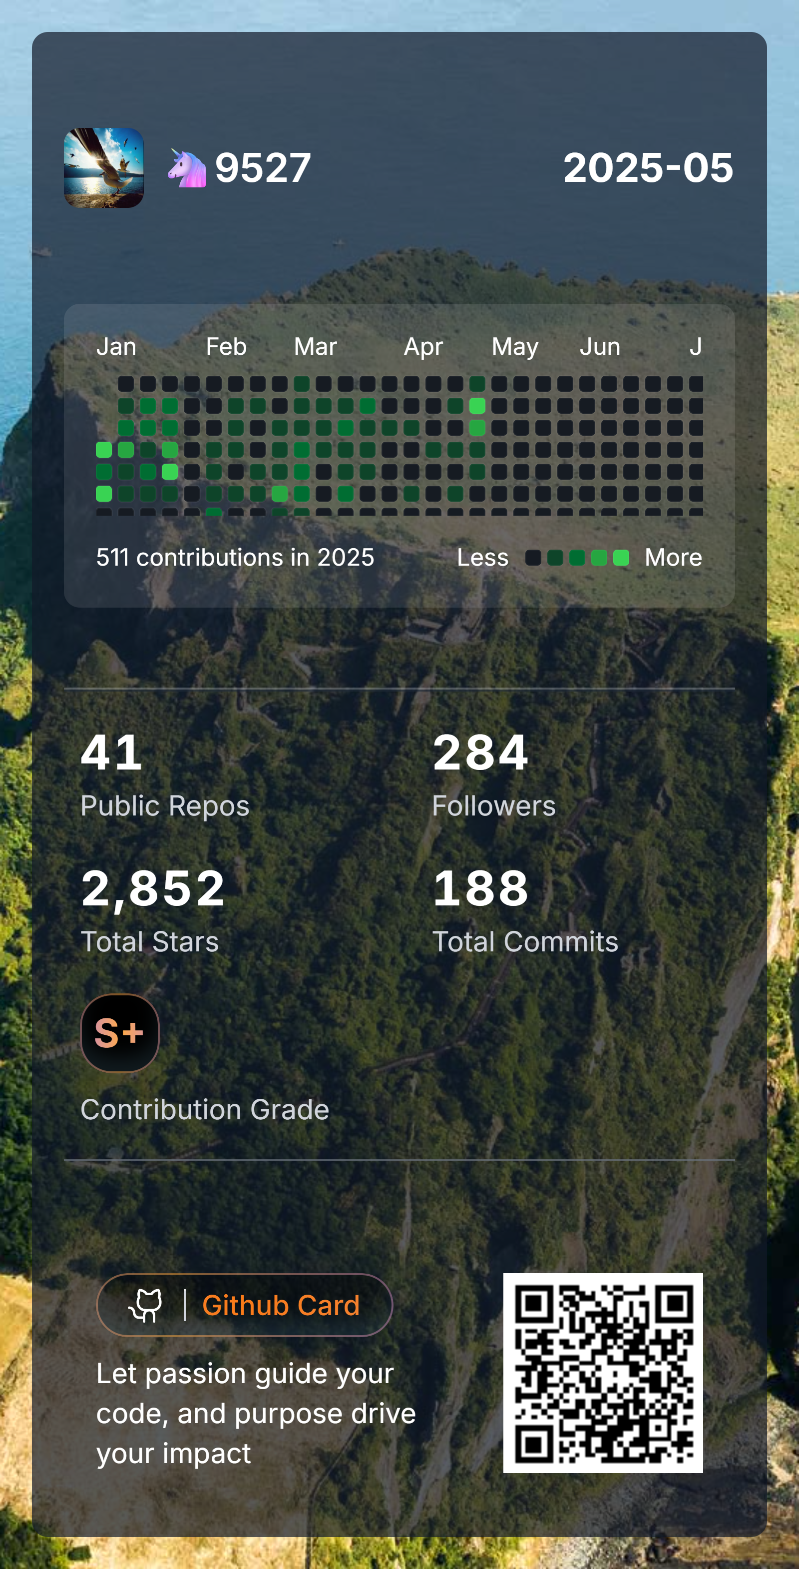 🦄 9527
2025-05
Jan Feb Mar Apr May Jun J
511 contributions in 2025
Less More
41
Public Repos
284
Followers
2,852
Total Stars
188
Total Commits
S+
Contribution Grade
Github Card
Let passion guide your
code, and purpose drive
your impact